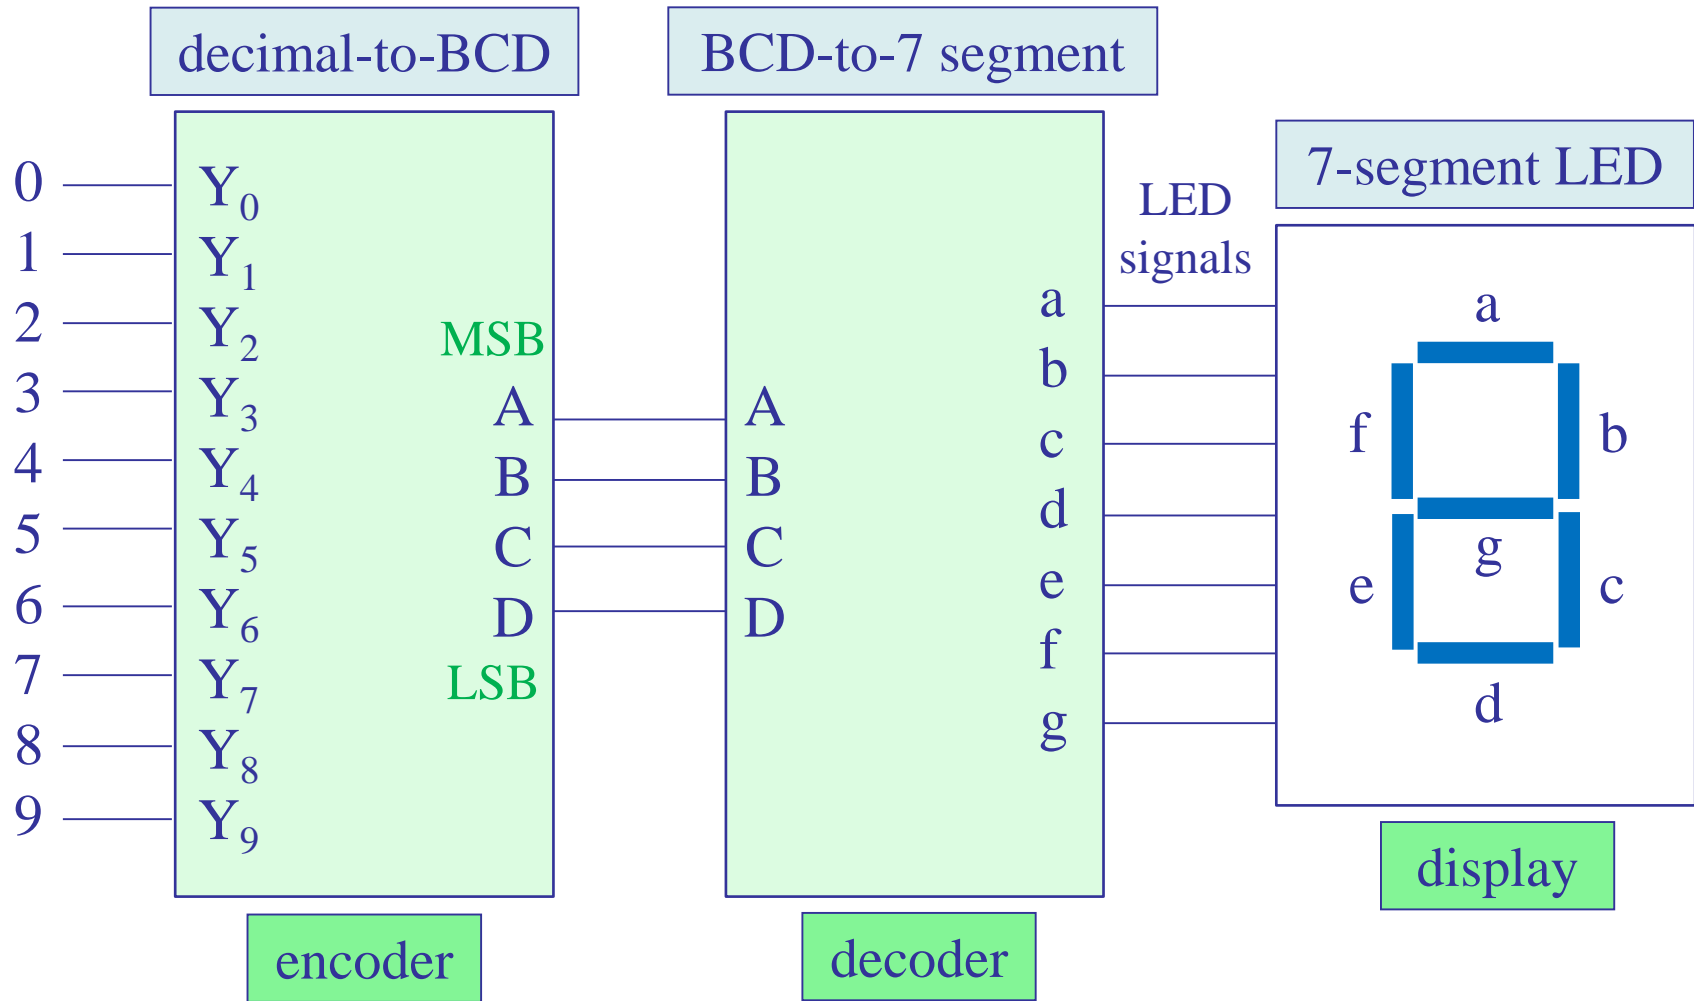 decimal-to-BCD
BCD-to-7 segment
7-segment LED
0
1
2
3
4
5
6
7
8
9
Y0
Y1
Y2
Y3
Y4
Y5
Y6
Y7
Y8
Y9
MSB
A
B
C
D
LSB
encoder
A
B
C
D
a
b
c
d
e
f
g
decoder
LED
signals
a
f
b
g
e
c
d
display